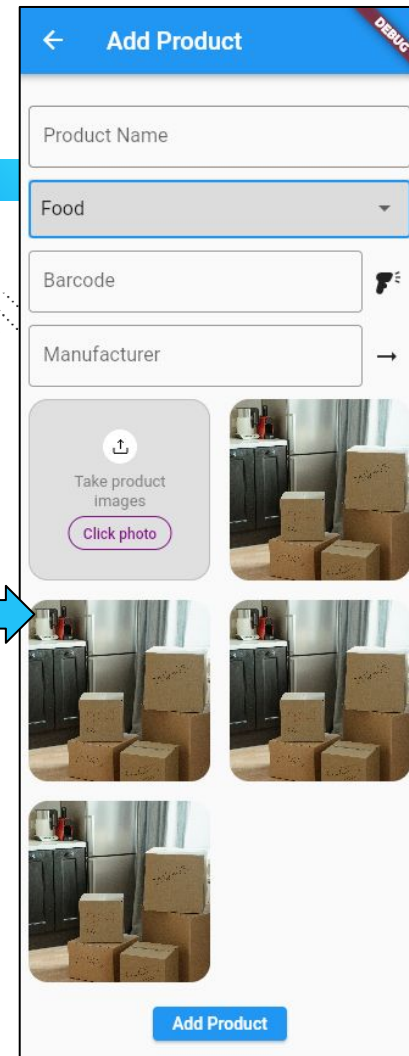 Add Product
DEBUG
Product Name
Food
Barcode
Manufacturer
Take product
images
Click photo
Add Product